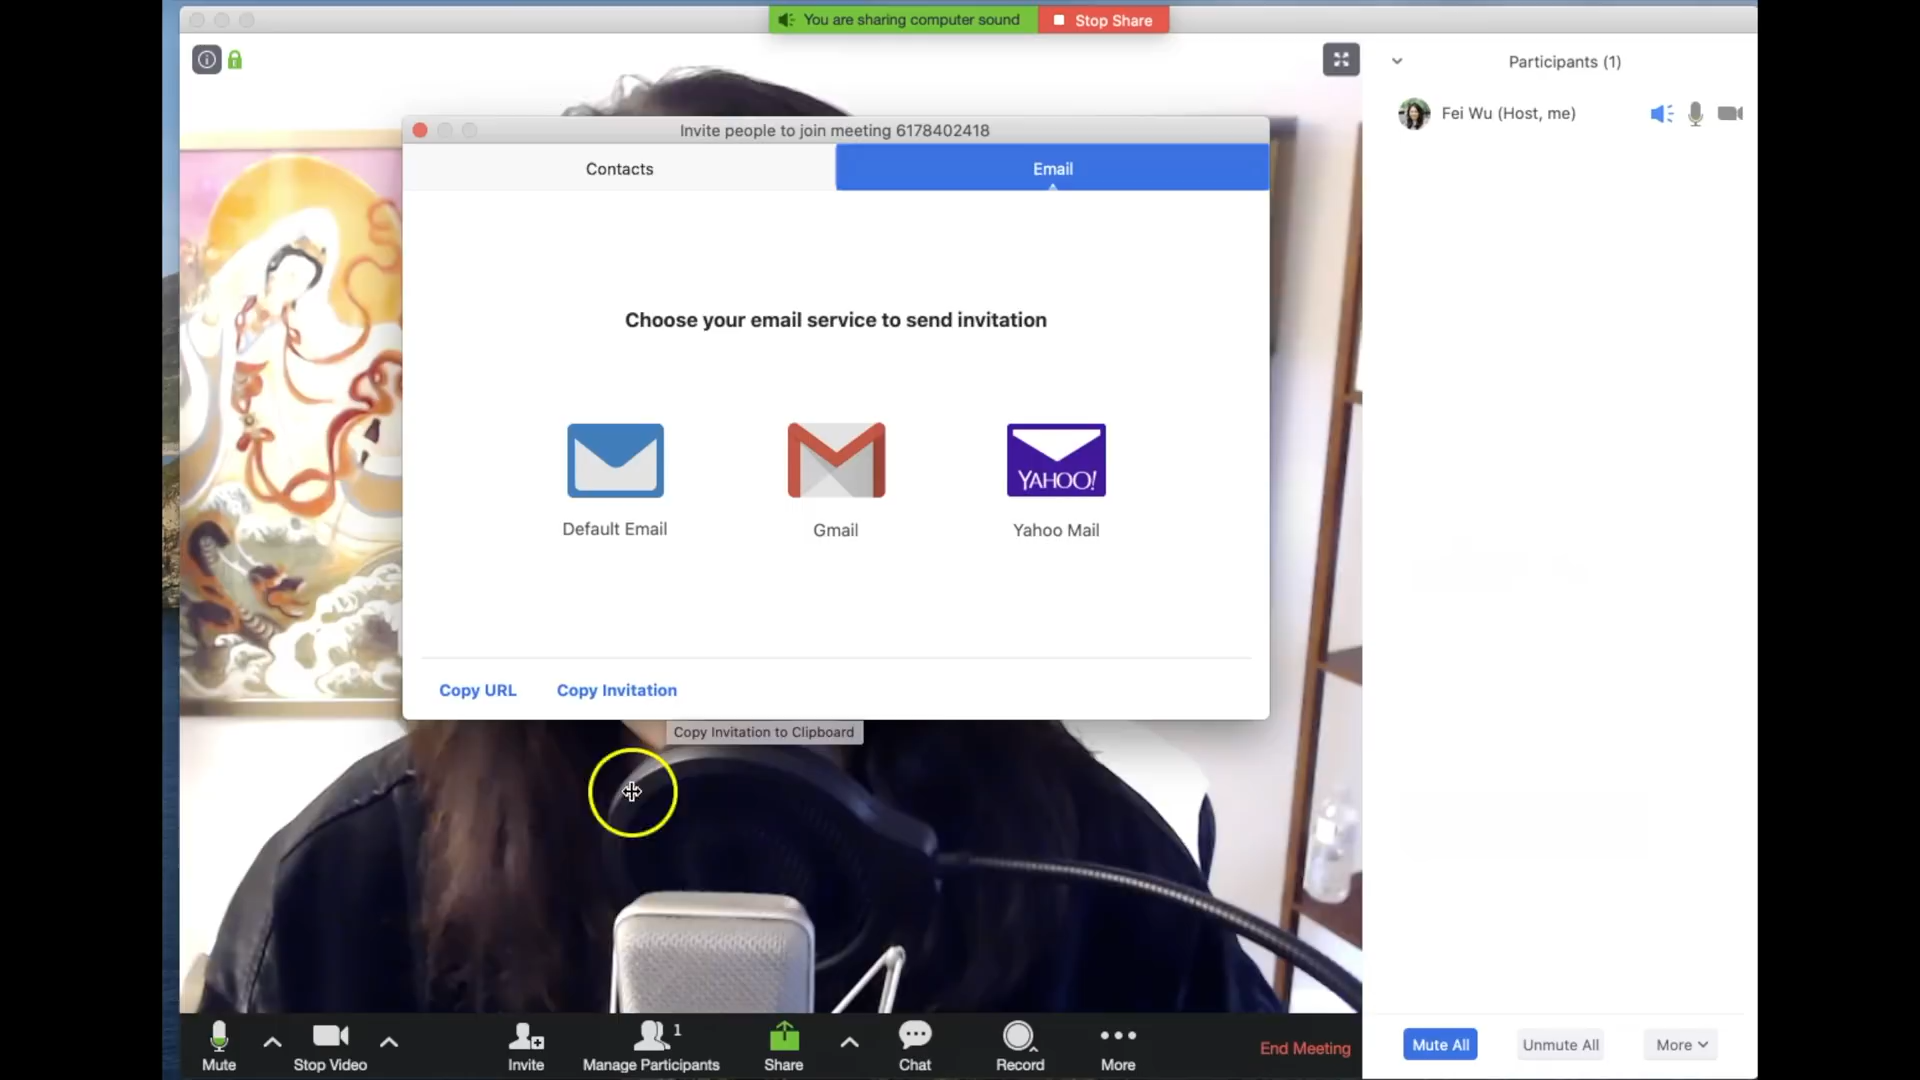 You are sharing computer sound
Stop Share
Participants (1)
Fei Wu (Host, me)
Invite people to join meeting 6178402418
Contacts
Email
Choose your email service to send invitation
YAHOO!
Default Email
Gmail
Yahoo Mail
Copy URL
Copy Invitation
Copy Invitation to Clipboard
1
Mute
Stop Video
Invite
Manage Participants
Share
Chat
Record
More
End Meeting
Mute All
Unmute All
More